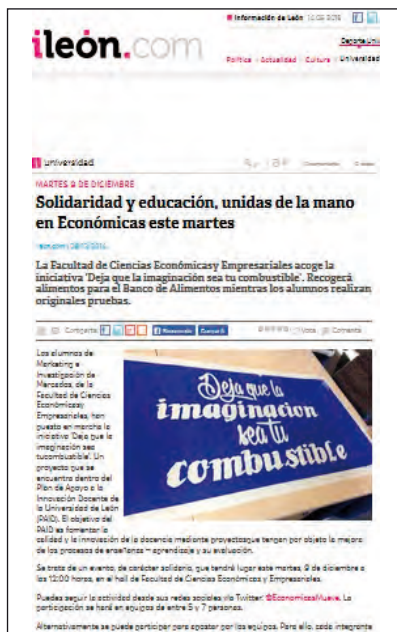 Información de León
ileón.com
Política Actualidad Cultura Universidad
universidad
MARTES 9 DE DICIEMBRE
Solidaridad y educación, unidas de la mano
en Económicas este martes
La Facultad de Ciencias Económicasy Empresariales acoge la
iniciativa 'Deja que la imaginación sea tu combustible'. Recogerá
alimentos para el Banco de Alimentos mientras los alumnos realizan
originales pruebas.
Comparte
Vota Comenta
Los alumnos de
Marketing e
Investigación de
Mercados, de la
Facultad de Ciencias
Económicasy
Empresariales, han
puesto en marcha la
iniciativa 'Deja que la
imaginación sea
tucombustible'. Un
proyecto que se
encuentra dentro del
Plan de Apoyo a la
Innovación Docente de
la Universidad de León
(PAID). El objetivo del
PAID es fomentar la
calidad y la innovación de la docencia mediante proyectosque tengan por objeto la mejora
de los procesos de enseñanza – aprendizaje y su evaluación.
Deja que la
imaginacion
sea tu
combustible
Se trata de un evento, de carácter solidario, que tendrá lugar este martes, 9 de diciembre a
las 12:00 horas, en el hall de Facultad de Ciencias Económicas y Empresariales.
Puedes seguir la actividad desde sus redes sociales vía Twitter: @EconomicasMueve. La
participación se hará en equipos de entre 5 y 7 personas.
Alternativamente se puede participar para apostar por los equipos. Para ello, cada integrante